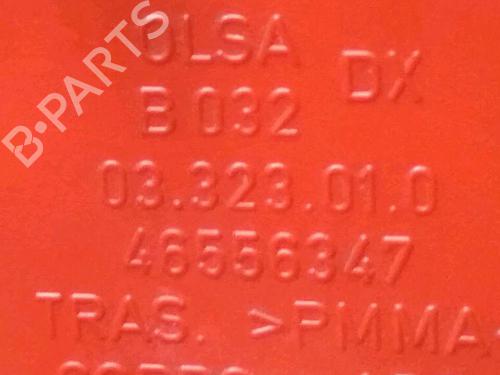 B-PARTS
OLSA DX
B 032
03.323.01.0
46556347
TRAS. >PMMA<